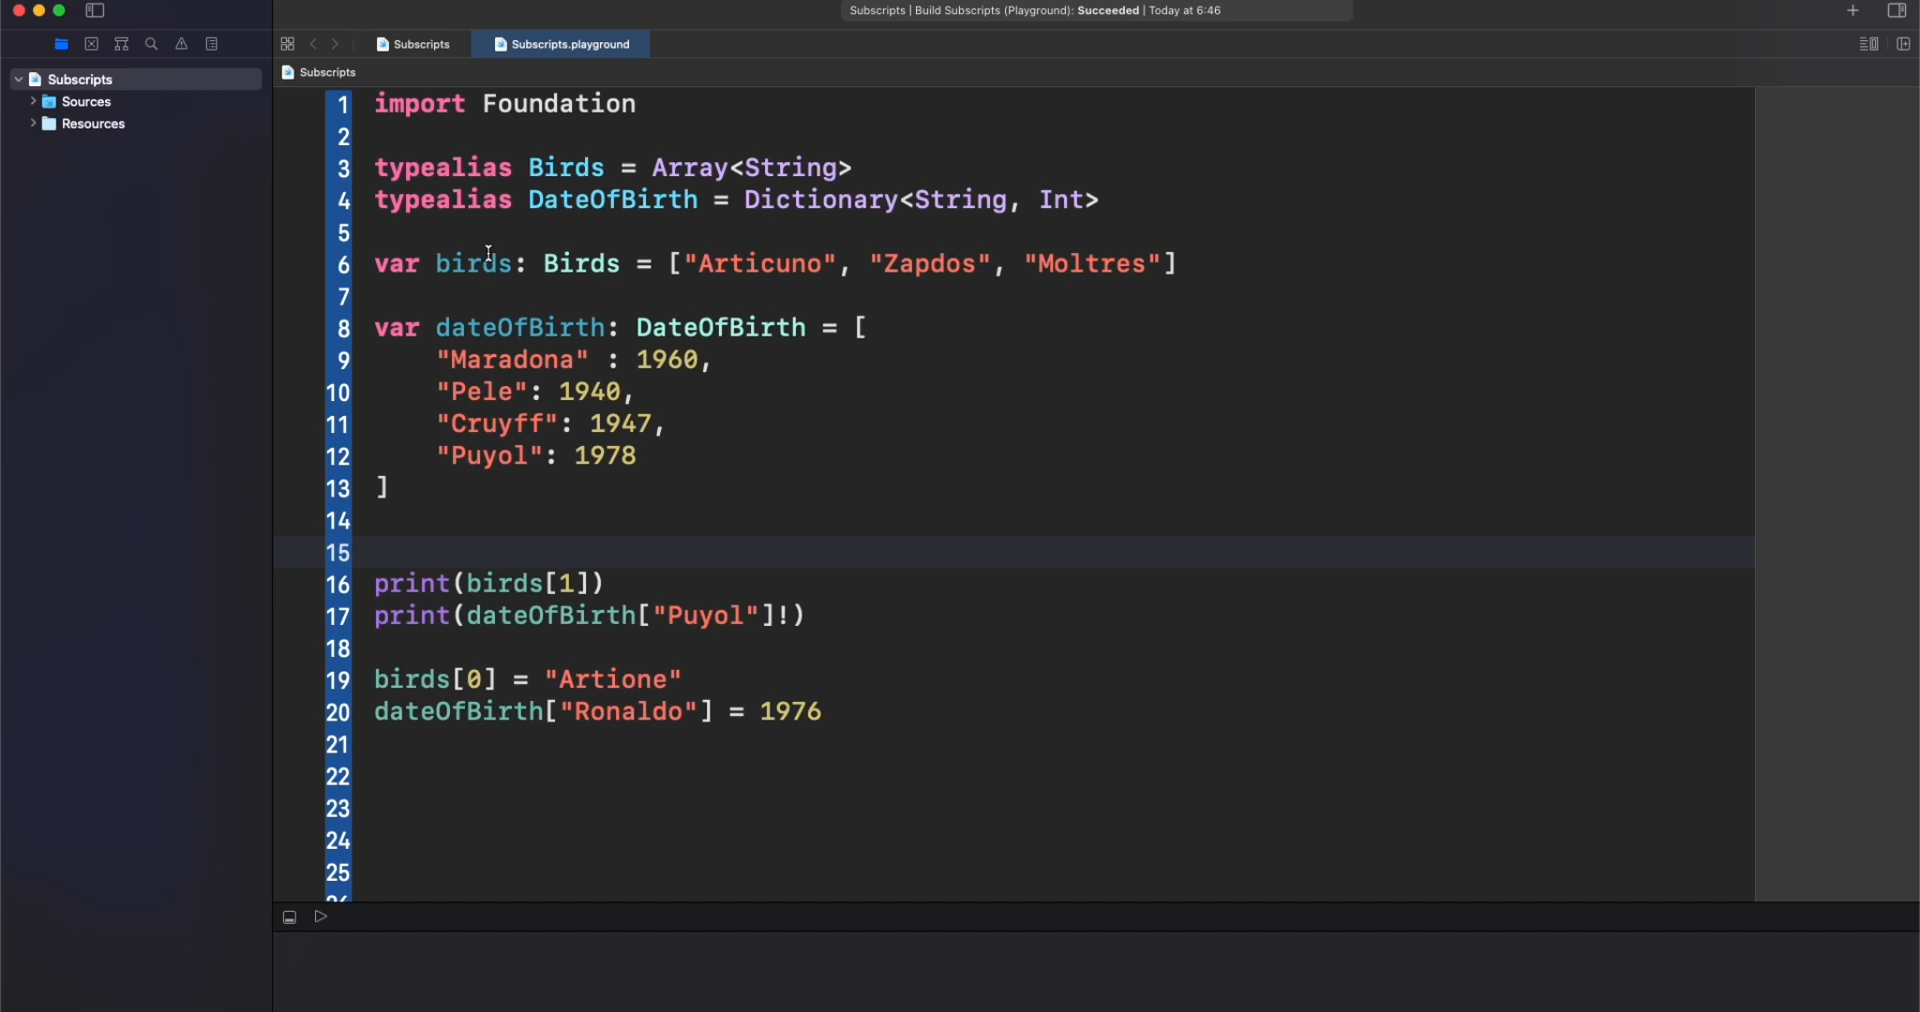 Subscripts | Build Subscripts (Playground): Succeeded | Today at 6:46
Subscripts
Subscripts.playground
Subscripts
Sources
Resources
Subscripts
1 import Foundation
2
3 typealias Birds = Array<String>
4 typealias DateOfBirth = Dictionary<String, Int>
5
6 var birds: Birds = ["Articuno", "Zapdos", "Moltres"]
7
8 var dateOfBirth: DateOfBirth = [
9 "Maradona" : 1960,
10 "Pele": 1940,
11 "Cruyff": 1947,
12 "Puyol": 1978
13 ]
14
15
16 print(birds[1])
17 print(dateOfBirth["Puyol"]!)
18
19 birds[0] = "Artione"
20 dateOfBirth["Ronaldo"] = 1976
21
22
23
24
25